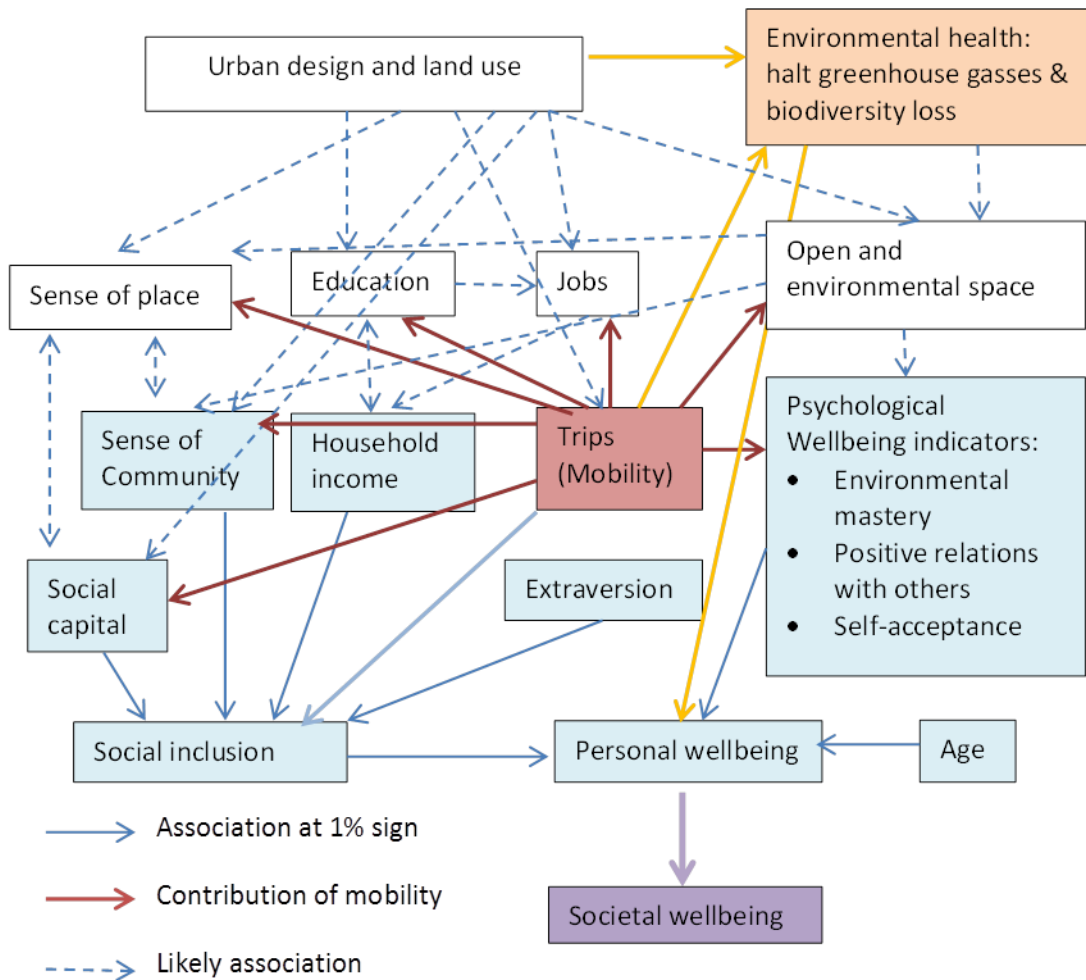 Urban design and land use
Environmental health:
halt greenhouse gasses &
biodiversity loss
Sense of place
Education
Jobs
Open and
environmental space
Sense of
Community
Household
income
Trips
(Mobility)
Psychological
Wellbeing indicators:
• Environmental
mastery
• Positive relations
with others
• Self-acceptance
Social
capital
Extraversion
Social inclusion
Personal wellbeing
Age
Association at 1% sign
Contribution of mobility
Societal wellbeing
Likely association